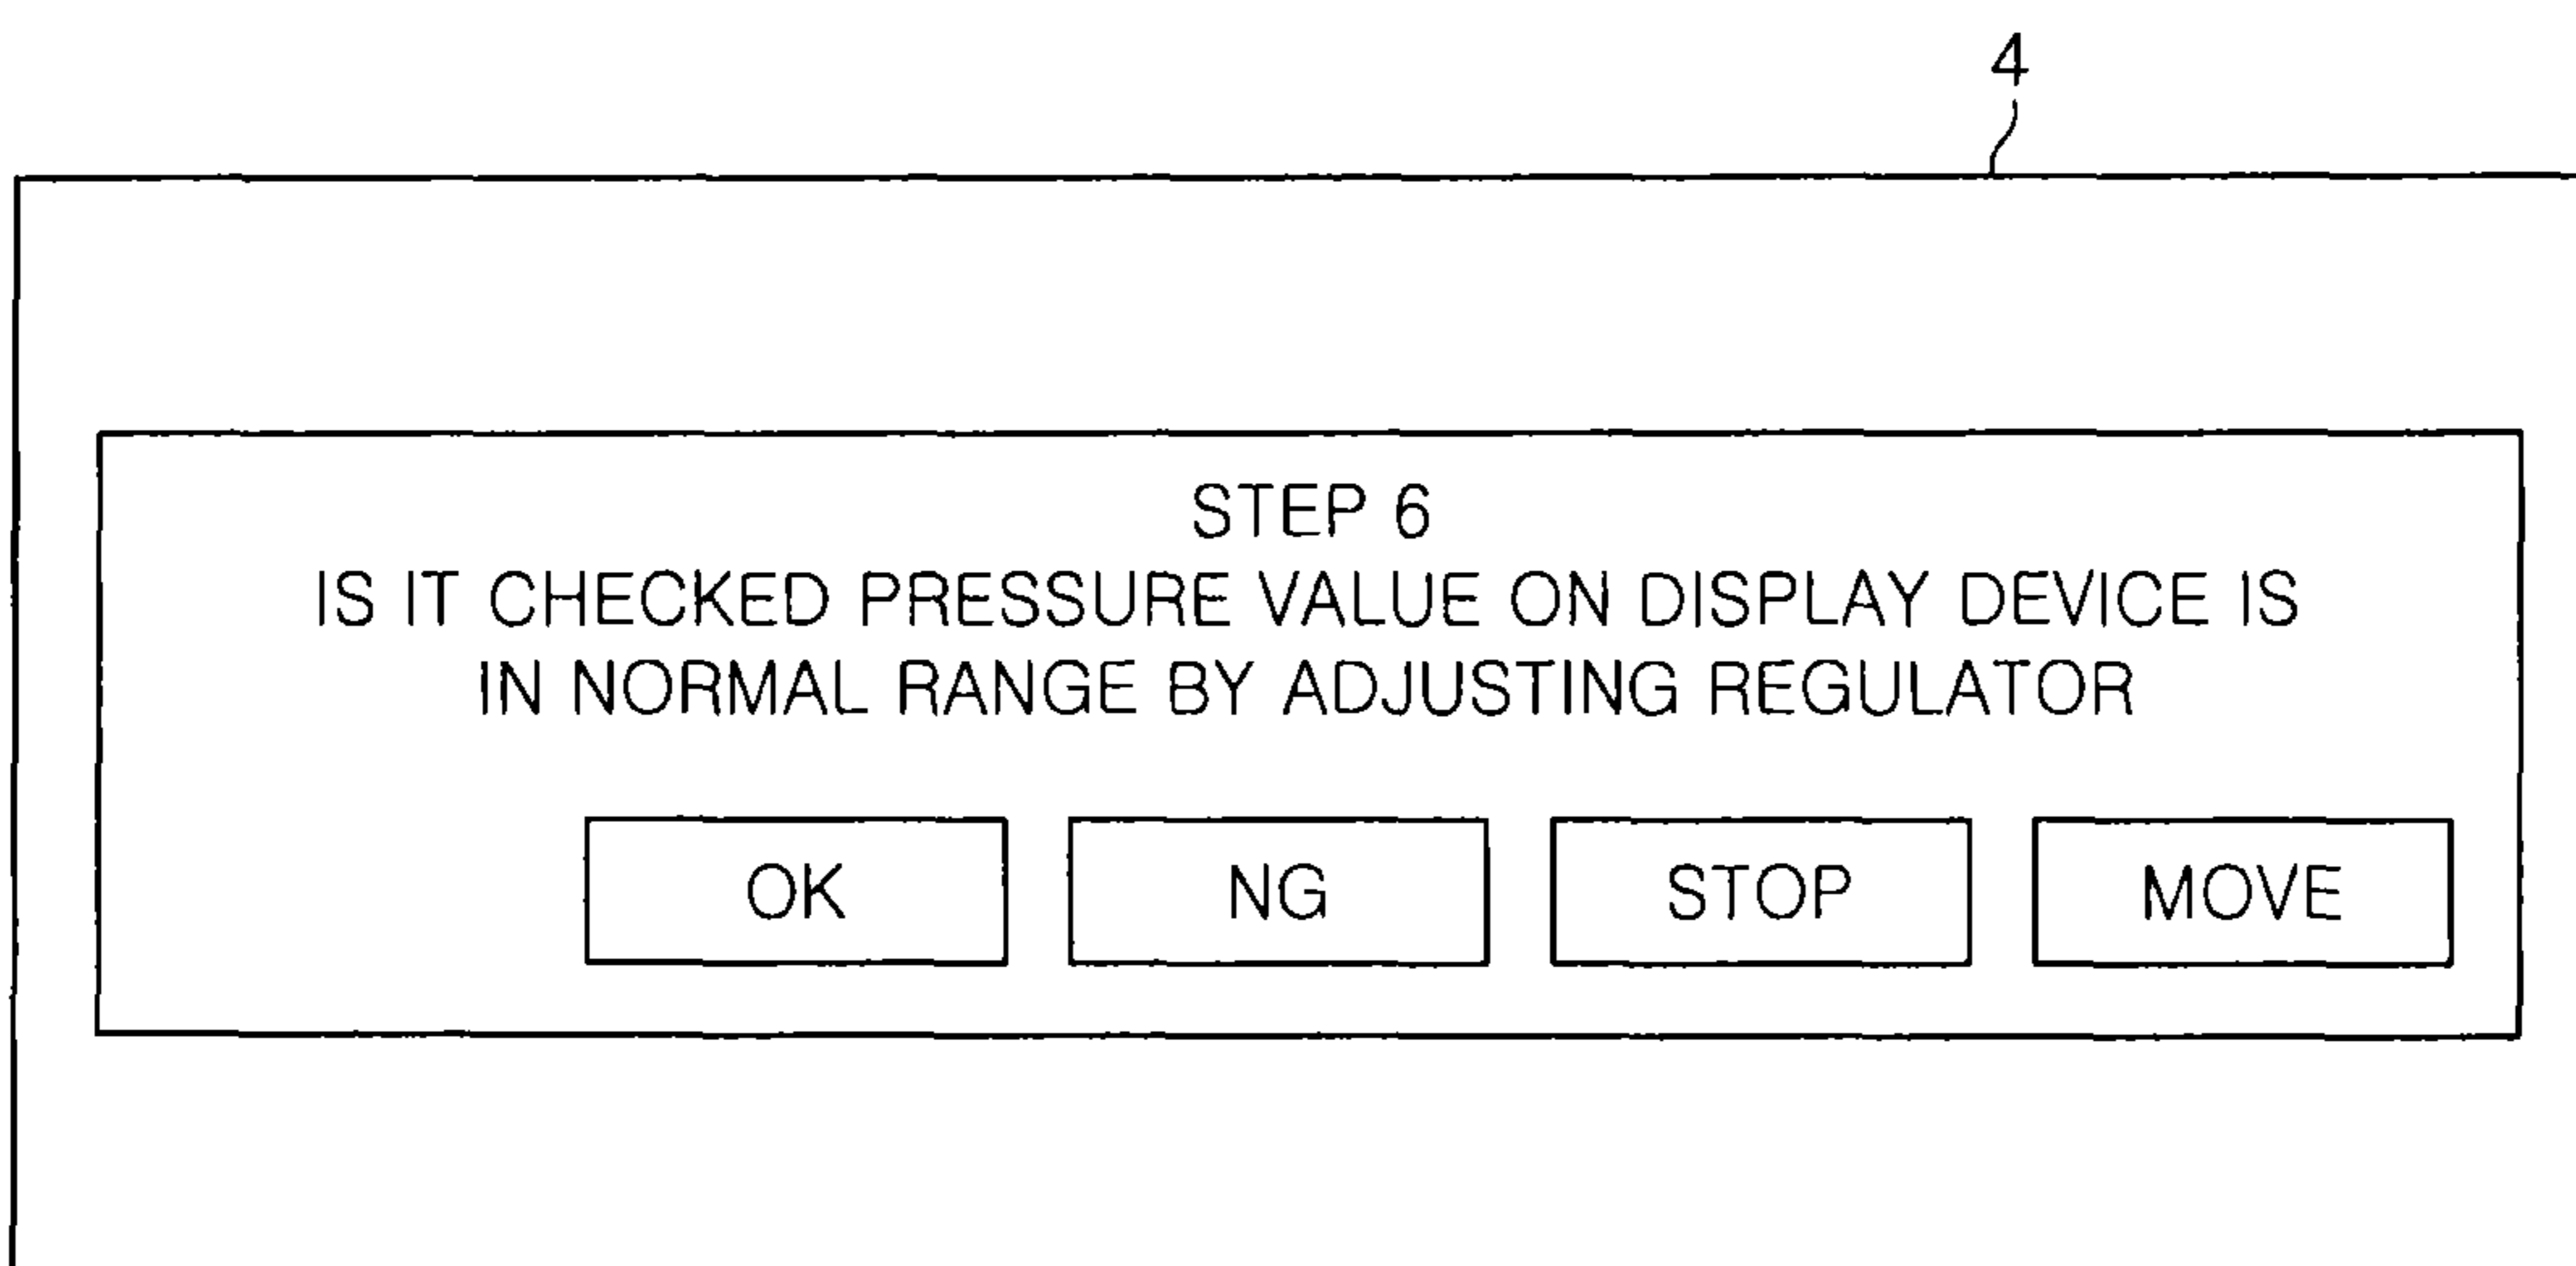 4
STEP 6
IS IT CHECKED PRESSURE VALUE ON DISPLAY DEVICE IS
IN NORMAL RANGE BY ADJUSTING REGULATOR
OK NG STOP MOVE